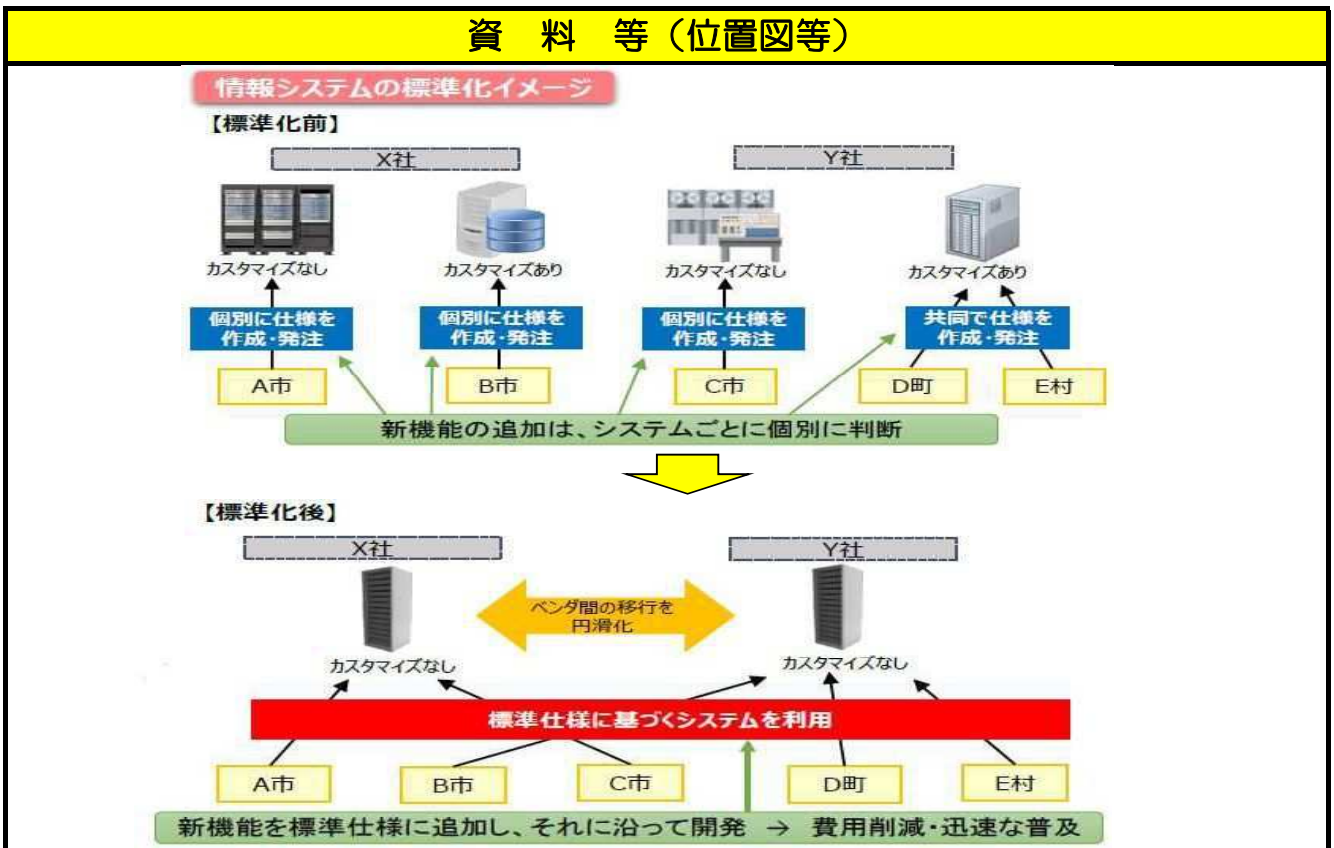 資 料 等（位置図等）
情報システムの標準化イメージ
【標準化前】
X社
Y社
カスタマイズなし
カスタマイズあり
カスタマイズなし
カスタマイズあり
個別に仕様を
作成・発注
個別に仕様を
作成・発注
個別に仕様を
作成・発注
共同で仕様を
作成・発注
A市
B市
C市
D町
E村
新機能の追加は、システムごとに個別に判断
【標準化後】
X社
Y社
ベンダ間の移行を
円滑化
カスタマイズなし
カスタマイズなし
標準仕様に基づくシステムを利用
A市
B市
C市
D町
E村
新機能を標準仕様に追加し、それに沿って開発 → 費用削減・迅速な普及